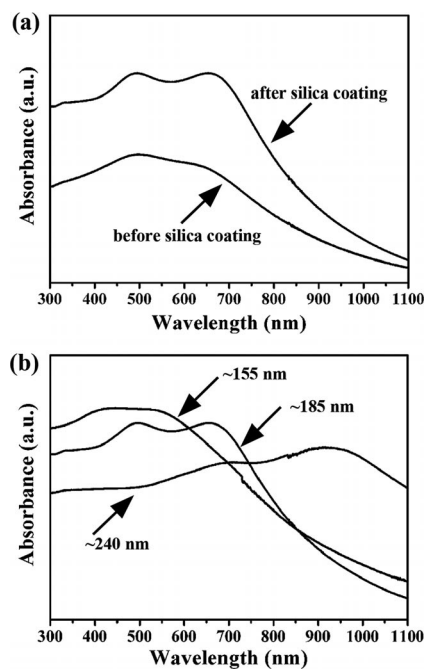 (a)
Absorbance (a.u.)
after silica coating
before silica coating
300 400 500 600 700 800 900 1000 1100
Wavelength (nm)
(b)
Absorbance (a.u.)
~155 nm
~185 nm
~240 nm
300 400 500 600 700 800 900 1000 1100
Wavelength (nm)